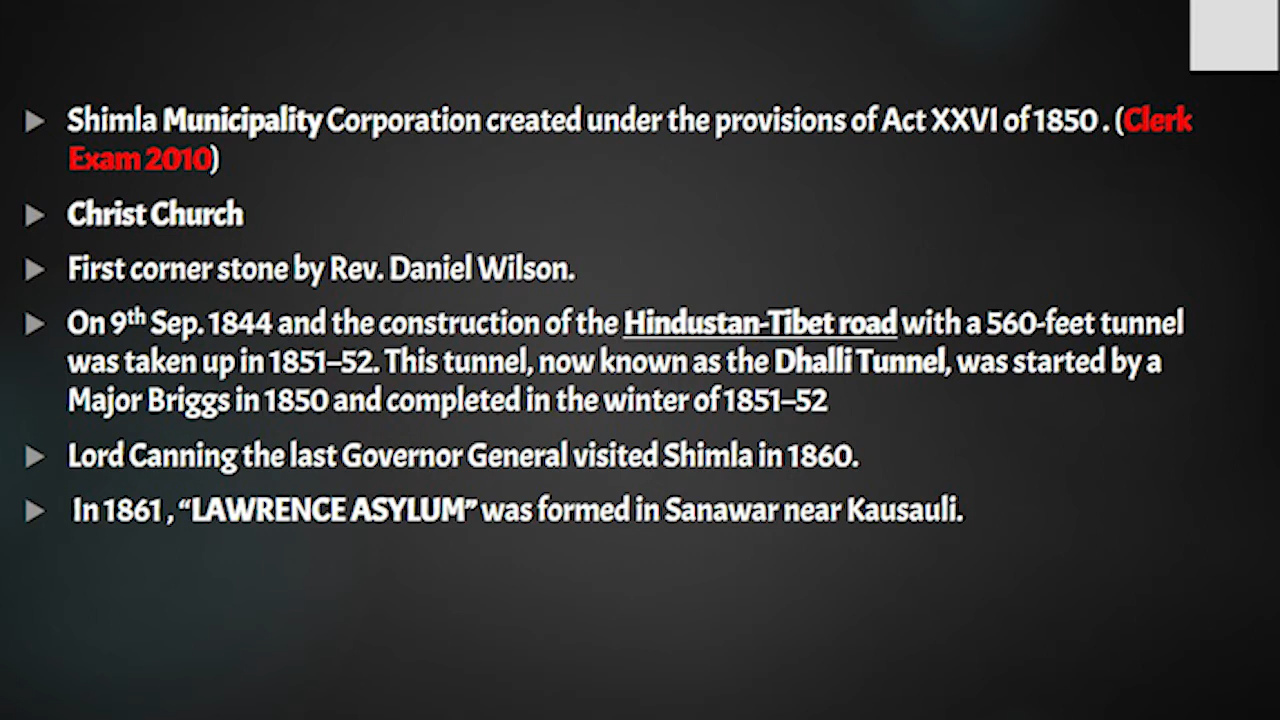 Shimla Municipality Corporation created under the provisions of Act XXVI of 1850 . (Clerk
Exam 2010)
Christ Church
First corner stone by Rev. Daniel Wilson.
On 9th Sep. 1844 and the construction of the Hindustan-Tibet road with a 560-feet tunnel
was taken up in 1851–52. This tunnel, now known as the Dhalli Tunnel, was started by a
Major Briggs in 1850 and completed in the winter of 1851–52
Lord Canning the last Governor General visited Shimla in 1860.
In 1861 , “LAWRENCE ASYLUM” was formed in Sanawar near Kausauli.